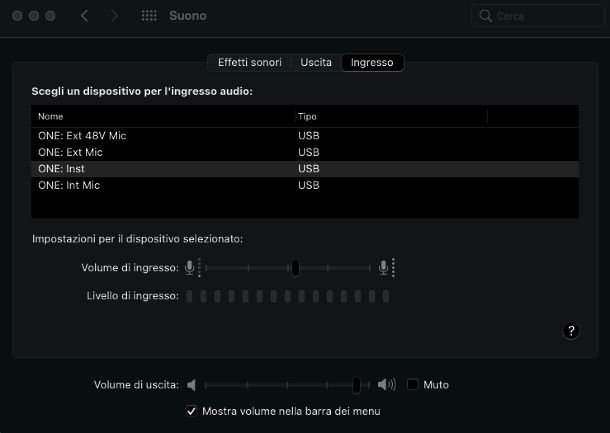 Suono
Cerca
Effetti sonori Uscita Ingresso
Scegli un dispositivo per l'ingresso audio:
Nome Tipo
ONE: Ext 48V Mic USB
ONE: Ext Mic USB
ONE: Inst USB
ONE: Int Mic USB
Impostazioni per il dispositivo selezionato:
Volume di ingresso:
Livello di ingresso:
?
Volume di uscita: Muto
Mostra volume nella barra dei menu